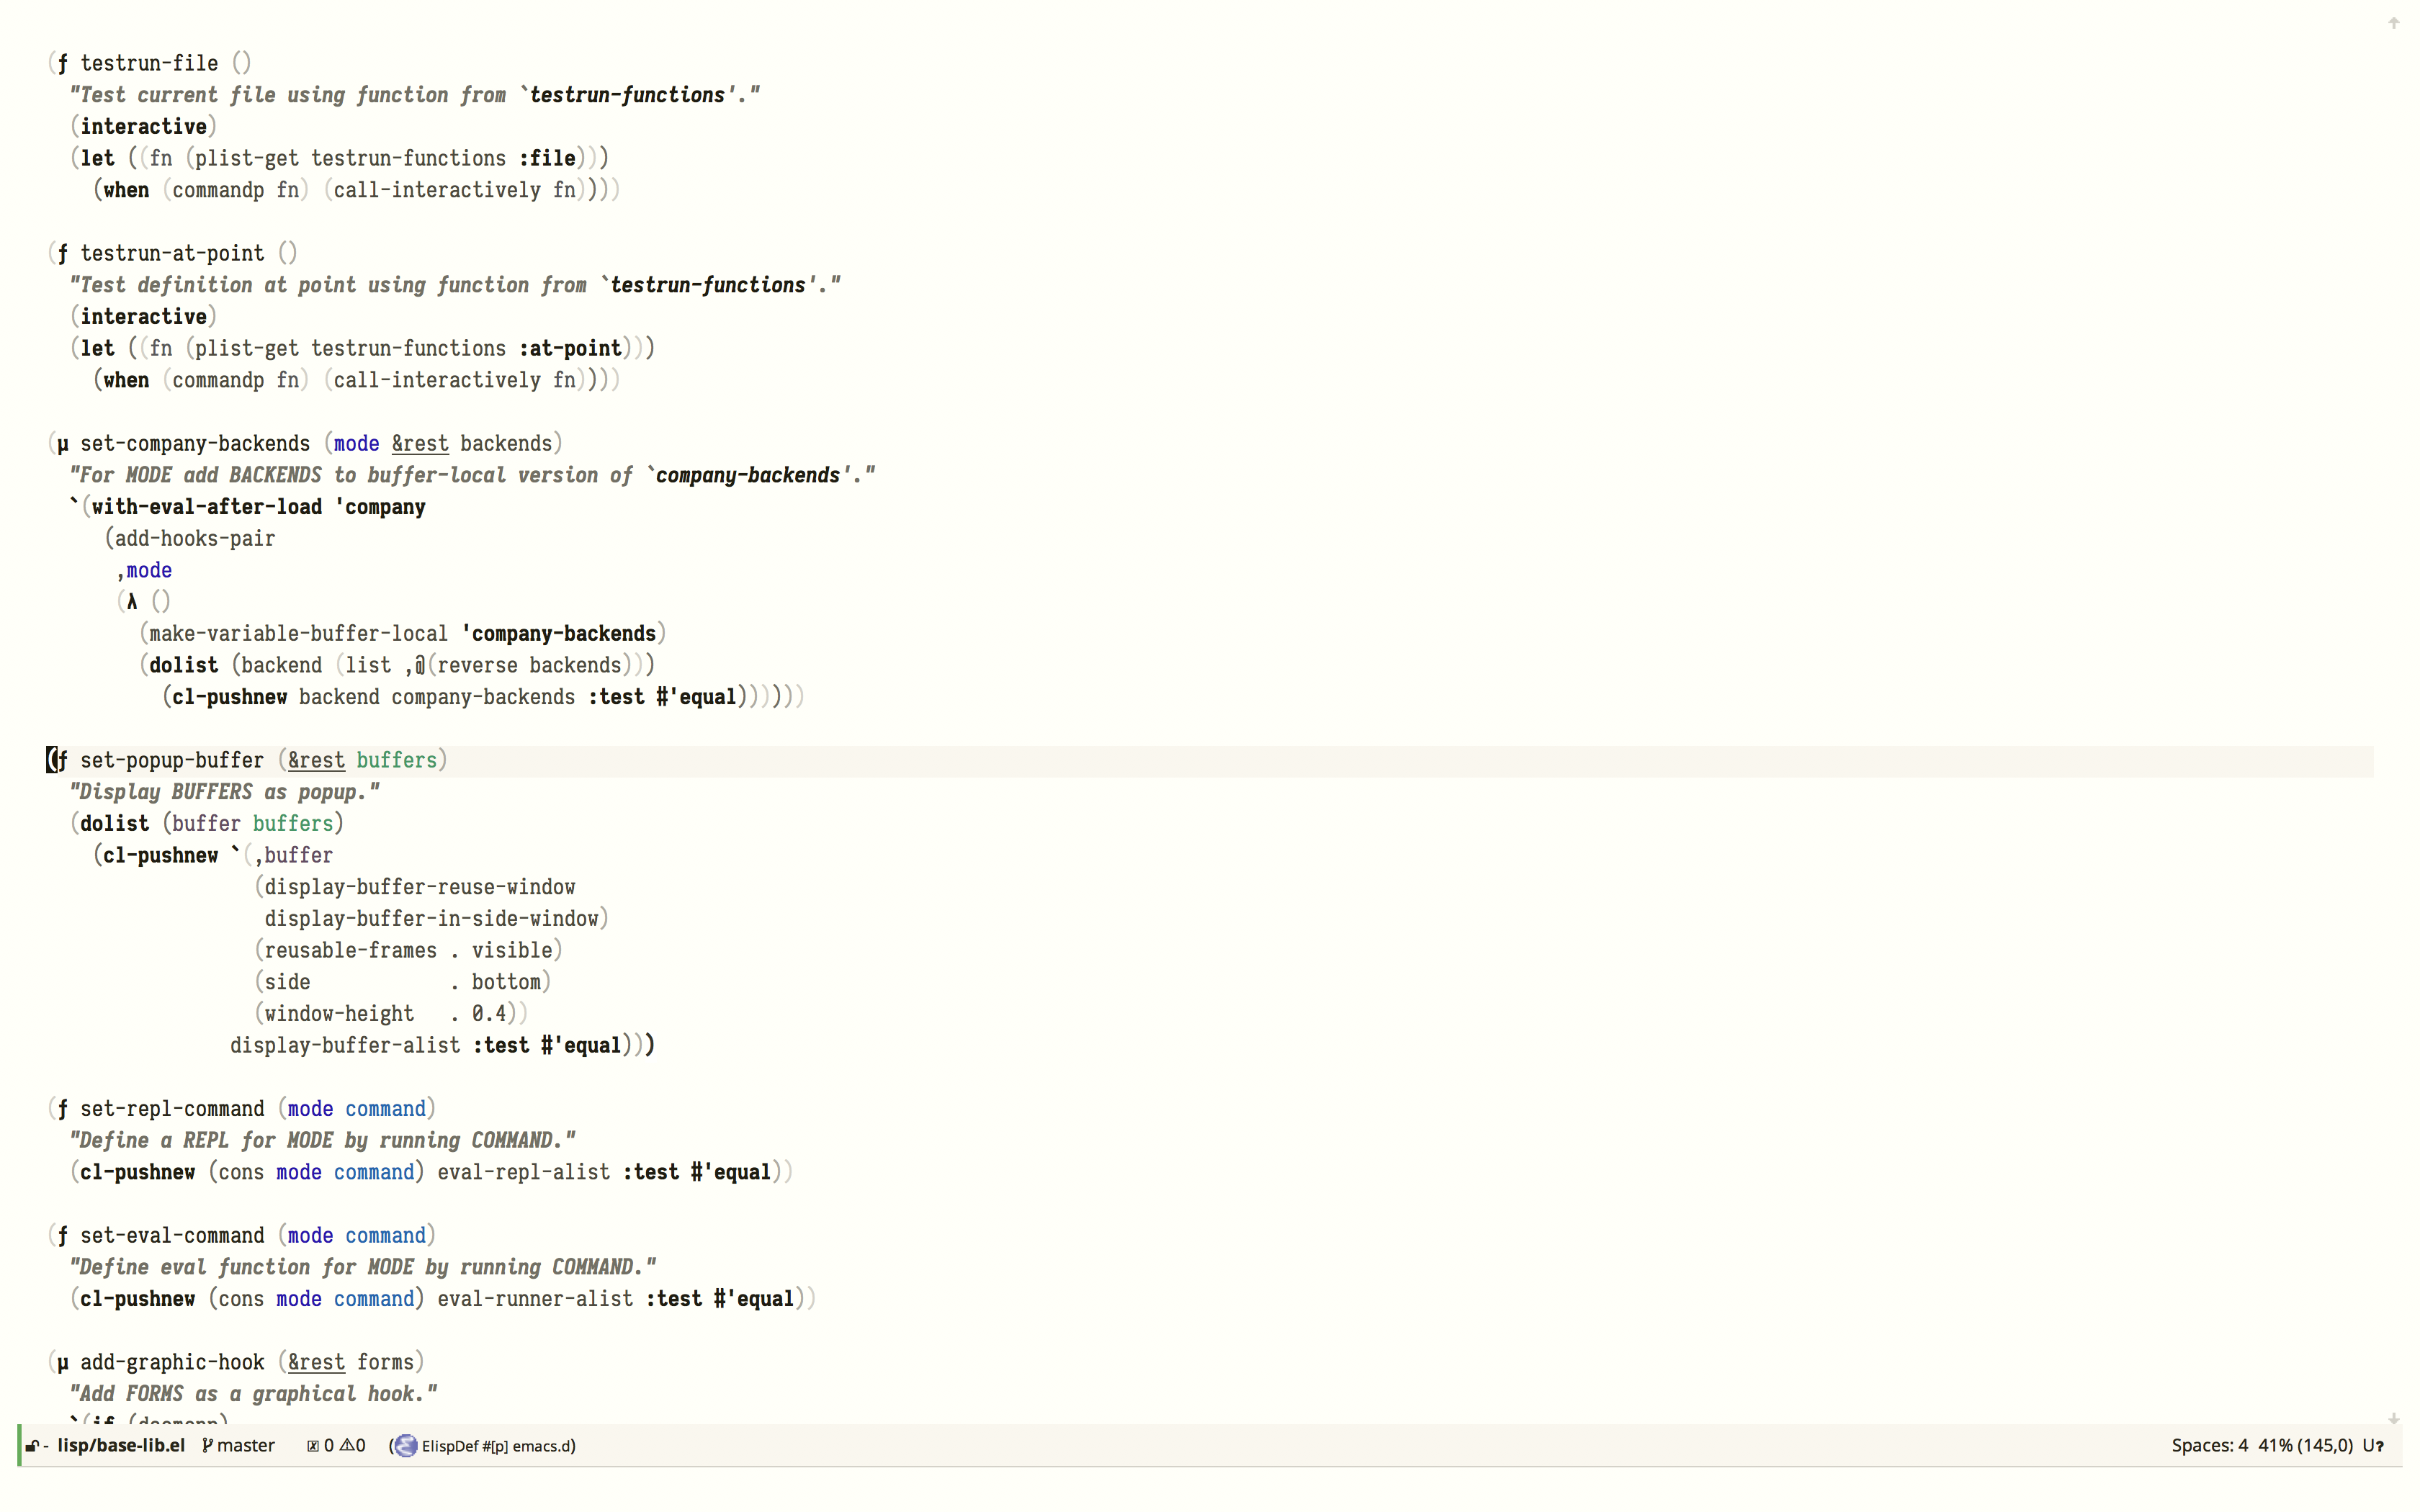 (ƒ testrun-file ()
  "Test current file using function from `testrun-functions'."
  (interactive)
  (let ((fn (plist-get testrun-functions :file)))
    (when (commandp fn) (call-interactively fn))))

(ƒ testrun-at-point ()
  "Test definition at point using function from `testrun-functions'."
  (interactive)
  (let ((fn (plist-get testrun-functions :at-point)))
    (when (commandp fn) (call-interactively fn))))

(µ set-company-backends (mode &rest backends)
  "For MODE add BACKENDS to buffer-local version of `company-backends'."
  `(with-eval-after-load 'company
     (add-hooks-pair
      ,mode
      (λ ()
        (make-variable-buffer-local 'company-backends)
        (dolist (backend (list ,@(reverse backends)))
          (cl-pushnew backend company-backends :test #'equal))))))

(ƒ set-popup-buffer (&rest buffers)
  "Display BUFFERS as popup."
  (dolist (buffer buffers)
    (cl-pushnew `(,buffer
                  (display-buffer-reuse-window
                   display-buffer-in-side-window)
                  (reusable-frames . visible)
                  (side            . bottom)
                  (window-height   . 0.4))
                display-buffer-alist :test #'equal)))

(ƒ set-repl-command (mode command)
  "Define a REPL for MODE by running COMMAND."
  (cl-pushnew (cons mode command) eval-repl-alist :test #'equal))

(ƒ set-eval-command (mode command)
  "Define eval function for MODE by running COMMAND."
  (cl-pushnew (cons mode command) eval-runner-alist :test #'equal))

(µ add-graphic-hook (&rest forms)
  "Add FORMS as a graphical hook."
  `(if (daemonp)
- lisp/base-lib.el master 0 ⚠0 (ElispDef #[p] emacs.d) Spaces: 4 41% (145,0) U?